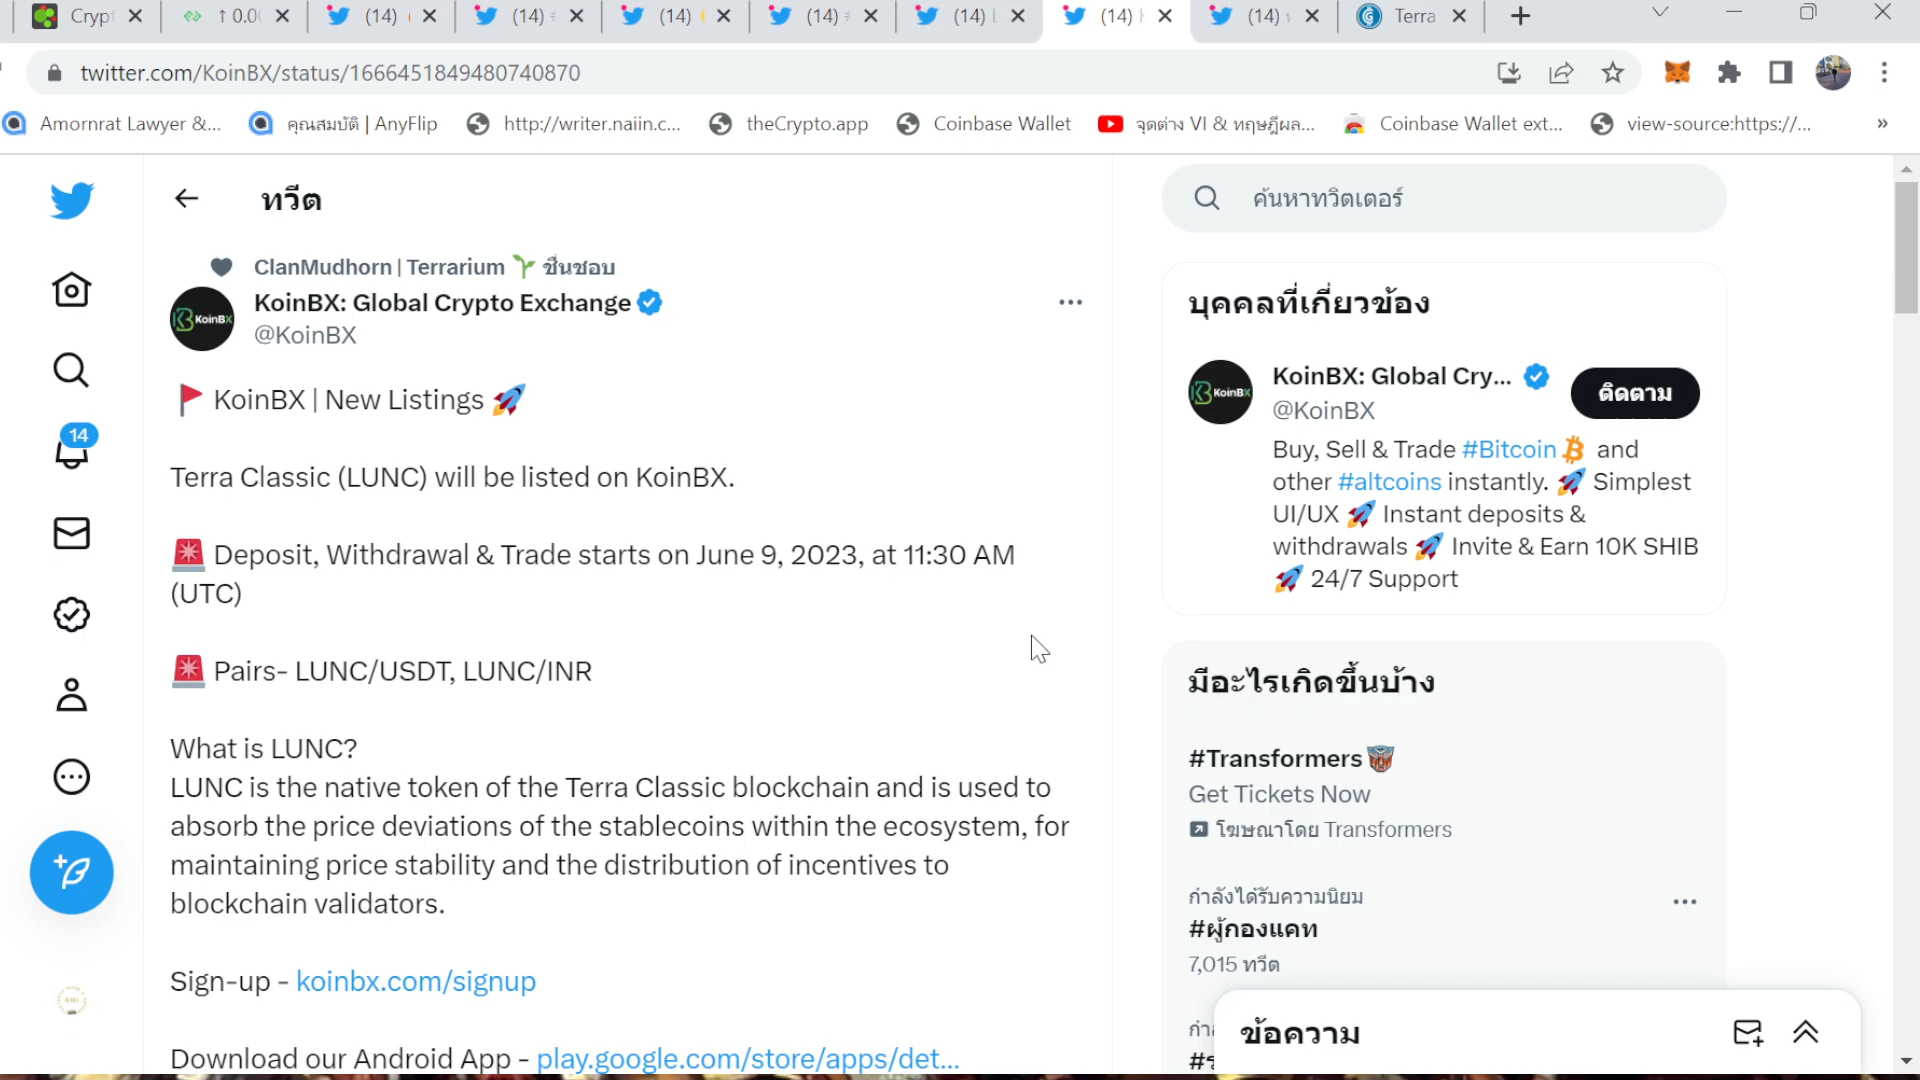 Cryp
↑ 0.0
(14)
(14) #
(14)
(14) #
(14)
(14)
(14)
Terra
twitter.com/KoinBX/status/1666451849480740870
Amornrat Lawyer &...
คุณสมบัติ | AnyFlip
http://writer.naiin.c...
theCrypto.app
Coinbase Wallet
จุดต่าง VI & ทฤษฎีผล...
Coinbase Wallet ext...
view-source:https://...
»
ทวีต
ค้นหาทวิตเตอร์
ClanMudhorn | Terrarium 🌱 ชื่นชอบ
KoinBX: Global Crypto Exchange
@KoinBX
KoinBX
🚩 KoinBX | New Listings 🚀
Terra Classic (LUNC) will be listed on KoinBX.
🚨 Deposit, Withdrawal & Trade starts on June 9, 2023, at 11:30 AM
(UTC)
🚨 Pairs- LUNC/USDT, LUNC/INR
What is LUNC?
LUNC is the native token of the Terra Classic blockchain and is used to
absorb the price deviations of the stablecoins within the ecosystem, for
maintaining price stability and the distribution of incentives to
blockchain validators.
Sign-up - koinbx.com/signup
Download our Android App - play.google.com/store/apps/det...
14
บุคคลที่เกี่ยวข้อง
KoinBX
KoinBX: Global Cry...
@KoinBX
ติดตาม
Buy, Sell & Trade #Bitcoin and
other #altcoins instantly. 🚀 Simplest
UI/UX 🚀 Instant deposits &
withdrawals 🚀 Invite & Earn 10K SHIB
🚀 24/7 Support
มีอะไรเกิดขึ้นบ้าง
#Transformers
Get Tickets Now
โฆษณาโดย Transformers
กำลังได้รับความนิยม
#ผู้กองแคท
7,015 ทวีต
ข้อความ